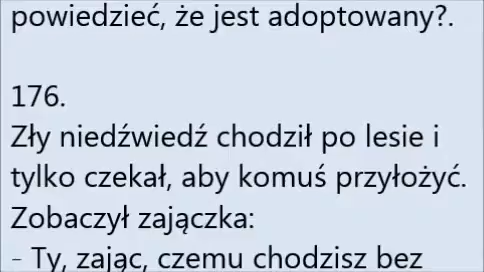 powiedzieć, że jest adoptowany?.
176.
Zły niedźwiedź chodził po lesie i
tylko czekał, aby komuś przyłożyć.
Zobaczył zajączka:
- Ty, zając, czemu chodzisz bez